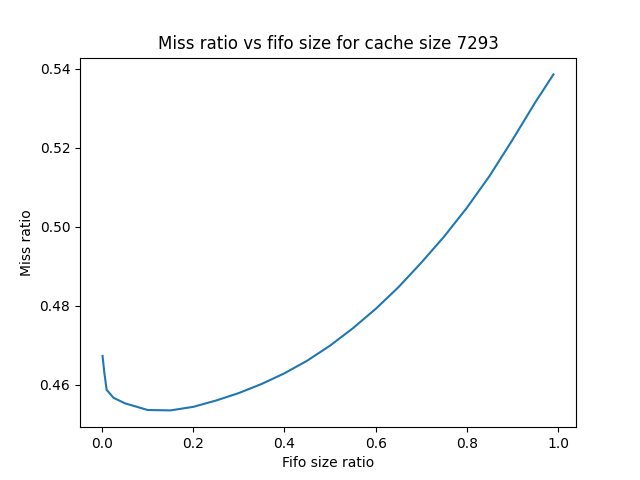 Miss ratio vs fifo size for cache size 7293
Miss ratio
0.54
0.52
0.50
0.48
0.46
0.0 0.2 0.4 0.6 0.8 1.0
Fifo size ratio